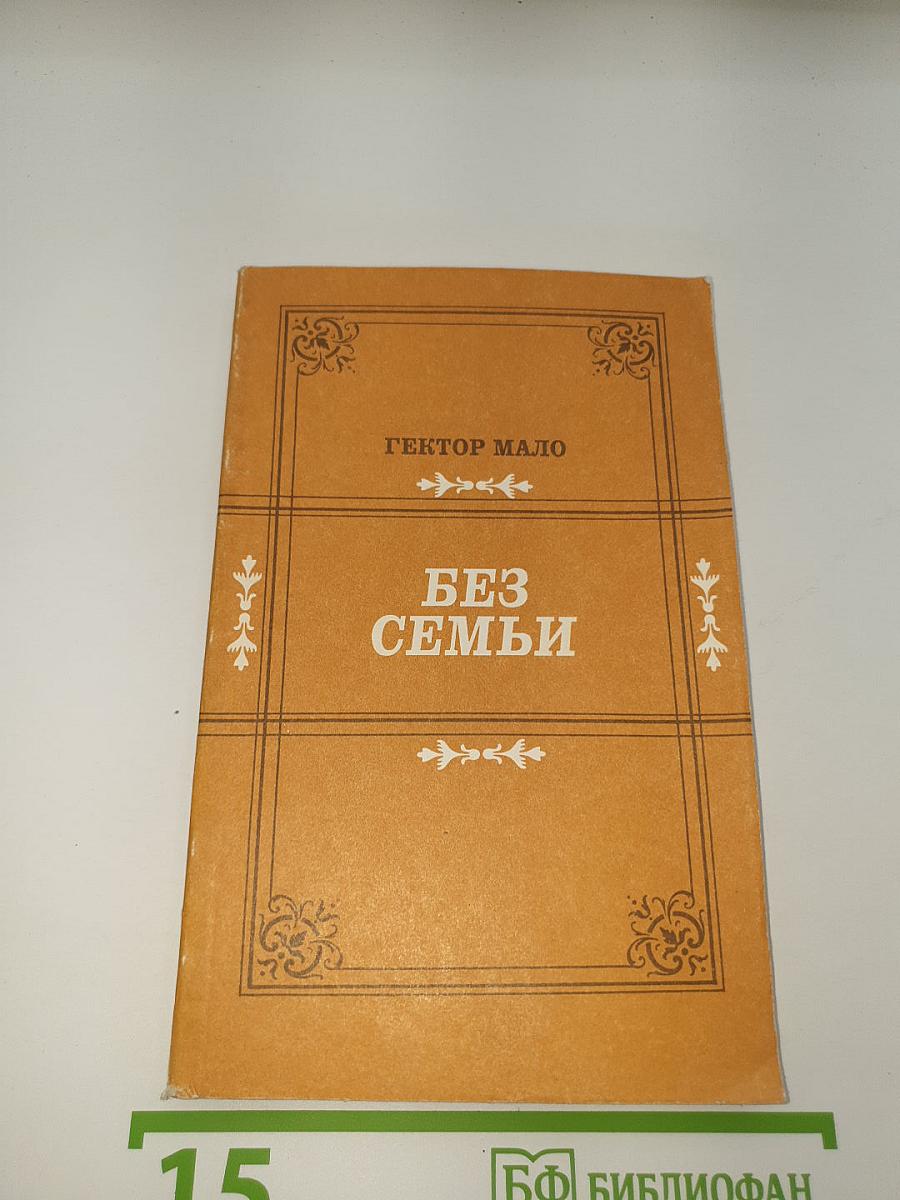 ГЕКТОР МАЛО
БЕЗ
СЕМЬИ
15
БФ БИБЛИОФАН